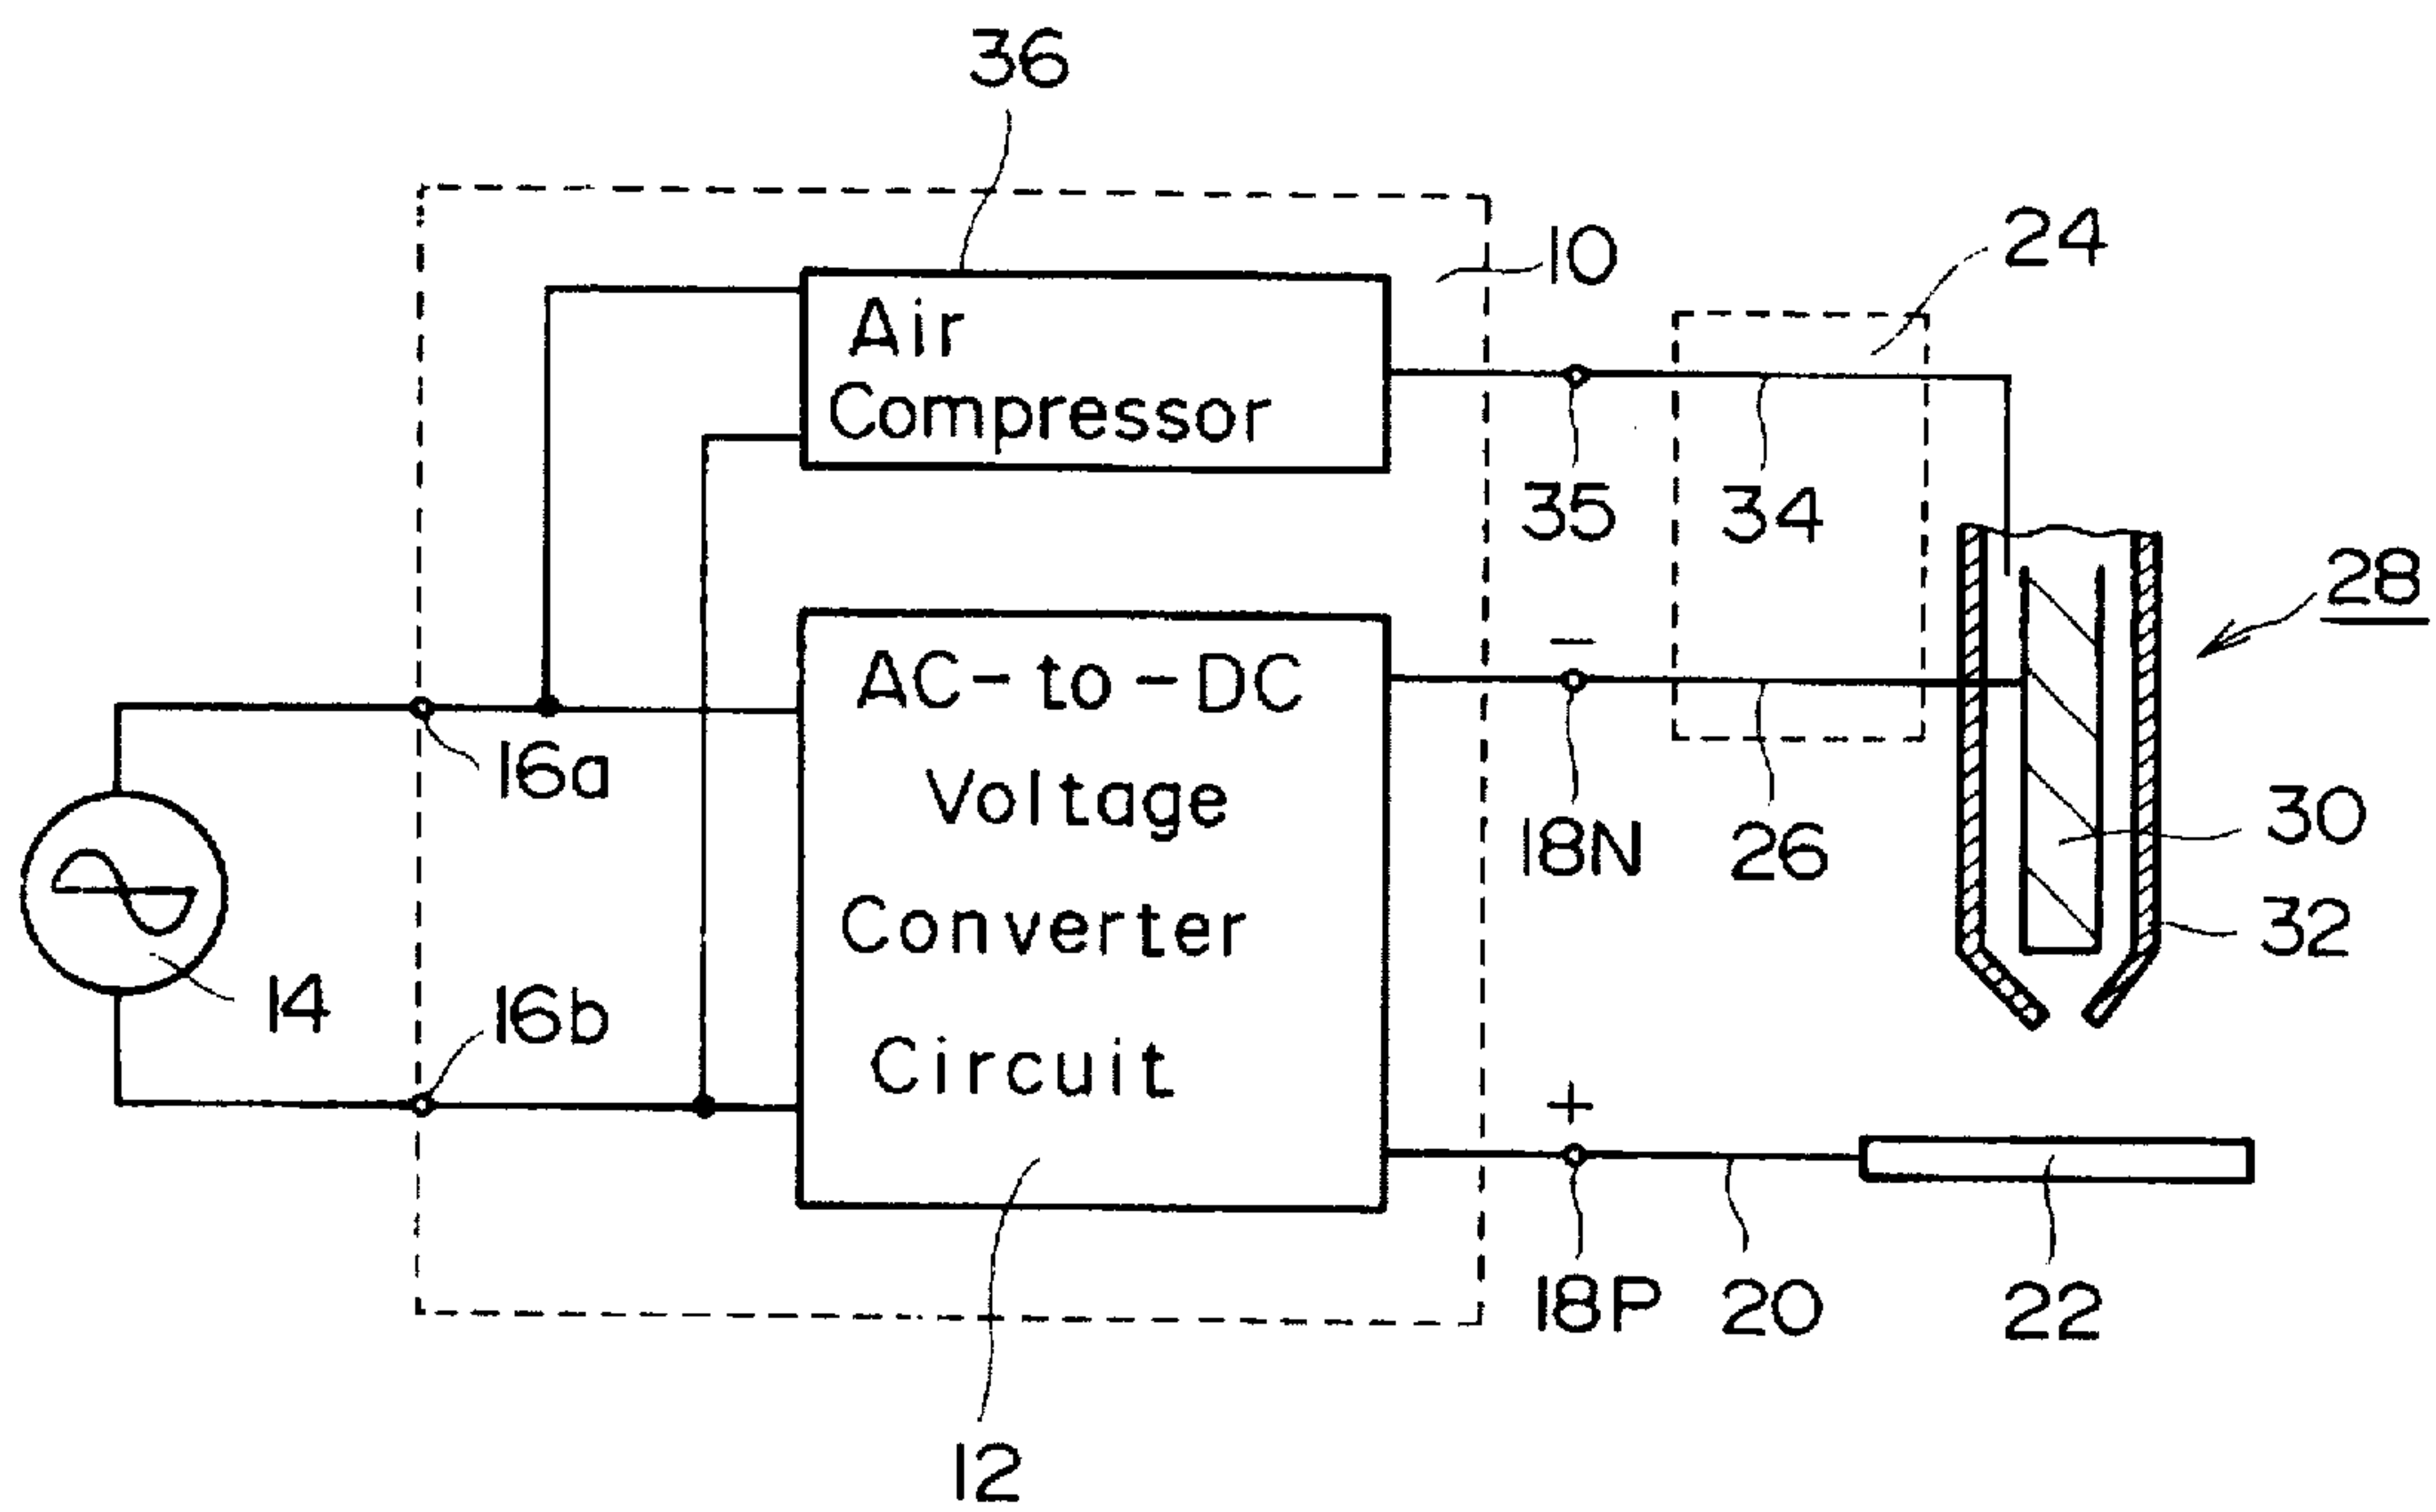 36
10
24
Air
Compressor
35
34
28
AC-to-DC
Voltage
Converter
Circuit
−
16a
18N
26
30
32
14
16b
+
18P
20
22
12